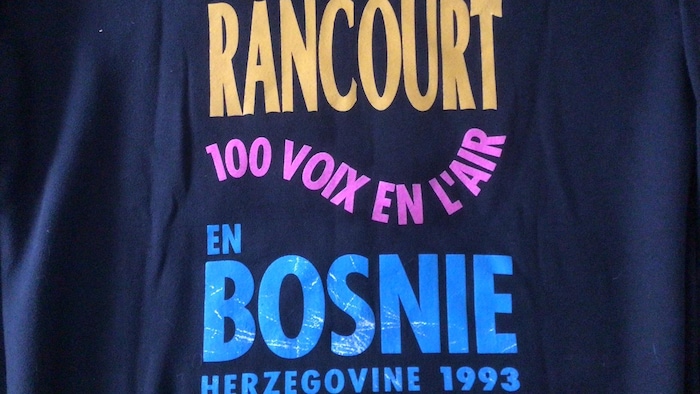 RANCOURT
100 VOIX EN L'AIR
EN
BOSNIE
HERZEGOVINE 1993